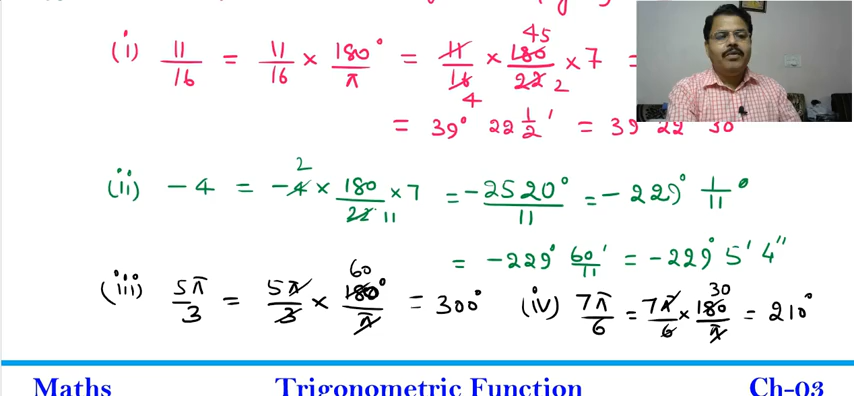 (i) 11/16 = 11/16 × 180°/π = 11/16 4 × 45 180/22 2 × 7 =
= 39° 22 1/2′ = 39 22 30
(ii) −4 = −4 2 × 180/22 11 × 7 = −2520°/11 = −229° 1/11°
= −229° 60/11′ = −229° 5′ 4″
(iii) 5π/3 = 5π/3 × 60 180°/π = 300° (iv) 7π/6 = 7π/6 × 30 180/π = 210°
Maths Trigonometric Function Ch-03